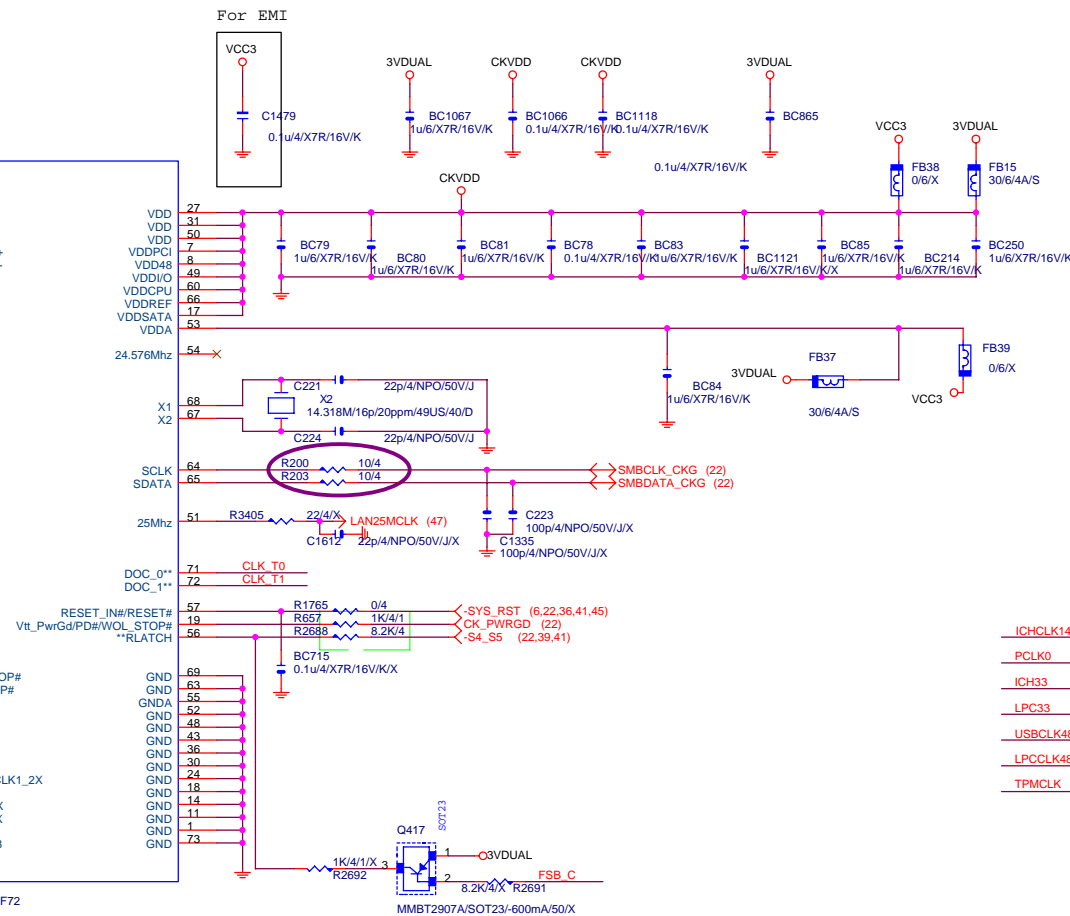 For EMI
VCC3
C1479
0.1u/4/X7R/16V/K
3VDUAL
BC1067
1u/6/X7R/16V/K
CKVDD
BC1066
0.1u/4/X7R/16V/K
CKVDD
BC1118
0.1u/4/X7R/16V/K
3VDUAL
BC865
0.1u/4/X7R/16V/K
VCC3
FB38
0/6/X
3VDUAL
FB15
30/6/4A/S
CKVDD
BC79
1u/6/X7R/16V/K
BC80
1u/6/X7R/16V/K
BC81
1u/6/X7R/16V/K
BC78
0.1u/4/X7R/16V/K
BC83
1u/6/X7R/16V/K
BC1121
1u/6/X7R/16V/K/X
BC85
1u/6/X7R/16V/K
BC214
1u/6/X7R/16V/K
BC250
1u/6/X7R/16V/K
VDD 27
VDD 31
VDD 50
VDDPCI 7
VDD48 8
VDDI/O 49
VDDCPU 60
VDDREF 66
VDDSATA 17
VDDA 53
24.576Mhz 54
BC84
1u/6/X7R/16V/K
3VDUAL
FB37
30/6/4A/S
FB39
0/6/X
VCC3
X1 68
X2 67
C221 22p/4/NPO/50V/J
X2
14.318M/16p/20ppm/49US/40/D
C224 22p/4/NPO/50V/J
SCLK 64 R200 10/4 SMBCLK_CKG (22)
SDATA 65 R203 10/4 SMBDATA_CKG (22)
C223
100p/4/NPO/50V/J/X
C1335
100p/4/NPO/50V/J/X
25Mhz 51 R3405 22/4/X LAN25MCLK (47)
C1612 22p/4/NPO/50V/J/X
DOC_0** 71 CLK_T0
DOC_1** 72 CLK_T1
RESET_IN#/RESET# 57 R1765 0/4 -SYS_RST (6,22,36,41,45)
Vtt_PwrGd/PD#/WOL_STOP# 19 R657 1K/4/1 CK_PWRGD (22)
**RLATCH 56 R2688 8.2K/4 -S4_S5 (22,39,41)
BC715
0.1u/4/X7R/16V/K/X
OP#
P#
GND 69
GND 63
GNDA 55
GND 52
GND 48
GND 43
GND 36
GND 30
GND 24
GND 18
GND 14
GND 11
GND 1
GND 73
CLK1_2X
ICHCLK14
PCLK0
ICH33
LPC33
USBCLK48
LPCCLK48
TPMCLK
Q417
SOT23
1K/4/1/X
R2692
3
1
3VDUAL
2
8.2K/4/X R2691
FSB_C
MMBT2907A/SOT23/-600mA/50/X
F72